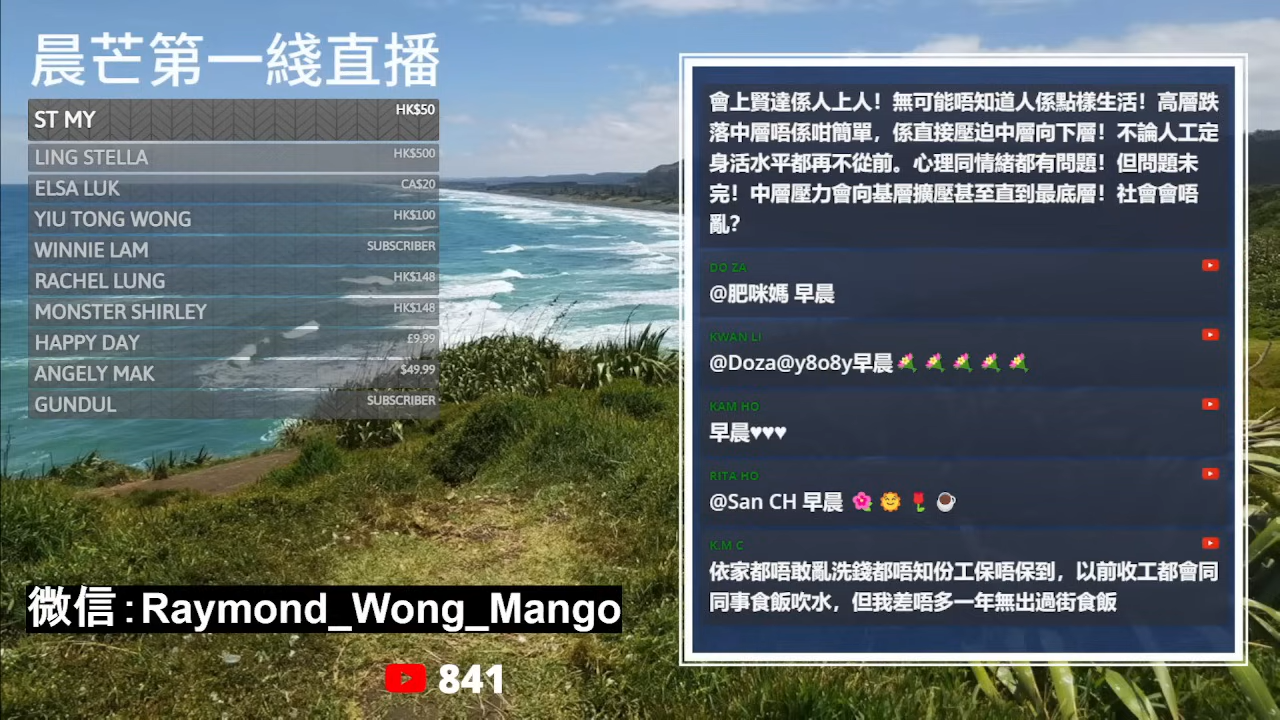 晨芒第一綫直播
ST MY HK$50
LING STELLA HK$500
ELSA LUK CA$20
YIU TONG WONG HK$100
WINNIE LAM SUBSCRIBER
RACHEL LUNG HK$148
MONSTER SHIRLEY HK$148
HAPPY DAY £9.99
ANGELY MAK $49.99
GUNDUL SUBSCRIBER
微信:Raymond_Wong_Mango
841
會上賢達係人上人！無可能唔知道人係點樣生活！高層跌
落中層唔係咁簡單，係直接壓迫中層向下層！不論人工定
身活水平都再不從前。心理同情緒都有問題！但問題未
完！中層壓力會向基層擴壓甚至直到最底層！社會會唔
亂？
DO ZA
@肥咪媽 早晨
KWAN LI
@Doza@y8o8y早晨💐💐💐💐💐
KAM HO
早晨♥♥♥
RITA HO
@San CH 早晨 🌺 🌞 🌷 ☕
K.M C
依家都唔敢亂洗錢都唔知份工保唔保到，以前收工都會同
同事食飯吹水，但我差唔多一年無出過街食飯